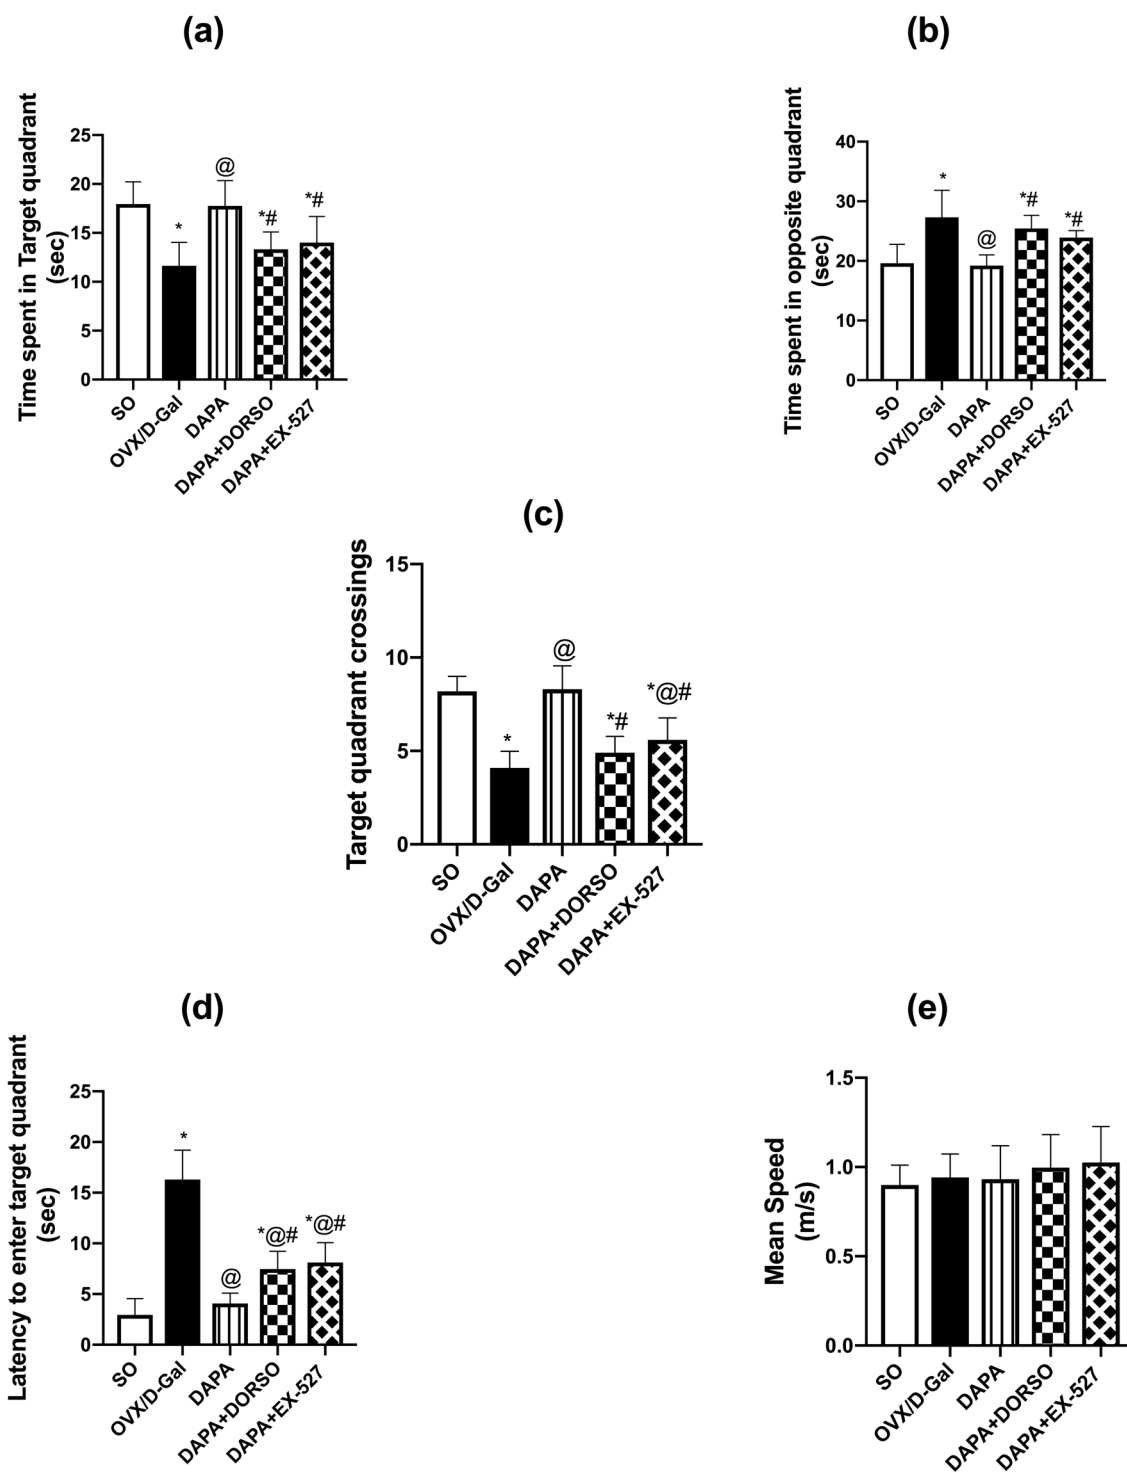 (a)
Time spent in Target quadrant
(sec)
25
20
15
10
5
0
*
@
*#
*#
SO
OVX/D-Gal
DAPA
DAPA+DORSO
DAPA+EX-527
(b)
Time spent in opposite quadrant
(sec)
40
30
20
10
0
*
@
*#
*#
SO
OVX/D-Gal
DAPA
DAPA+DORSO
DAPA+EX-527
(c)
Target quadrant crossings
15
10
5
0
*
@
*#
*@#
SO
OVX/D-Gal
DAPA
DAPA+DORSO
DAPA+EX-527
(d)
Latency to enter target quadrant
(sec)
25
20
15
10
5
0
*
@
*@#
*@#
SO
OVX/D-Gal
DAPA
DAPA+DORSO
DAPA+EX-527
(e)
Mean Speed
(m/s)
1.5
1.0
0.5
0.0
SO
OVX/D-Gal
DAPA
DAPA+DORSO
DAPA+EX-527